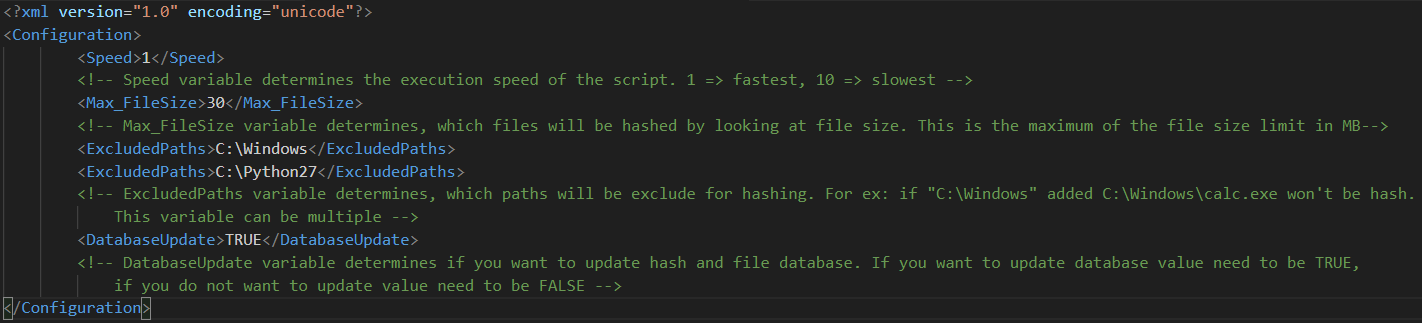 <?xml version="1.0" encoding="unicode"?>
<Configuration>
<Speed>1</Speed>
<!-- Speed variable determines the execution speed of the script. 1 => fastest, 10 => slowest -->
<Max_FileSize>30</Max_FileSize>
<!-- Max_FileSize variable determines, which files will be hashed by looking at file size. This is the maximum of the file size limit in MB-->
<ExcludedPaths>C:\Windows</ExcludedPaths>
<ExcludedPaths>C:\Python27</ExcludedPaths>
<!-- ExcludedPaths variable determines, which paths will be exclude for hashing. For ex: if "C:\Windows" added C:\Windows\calc.exe won't be hash.
This variable can be multiple -->
<DatabaseUpdate>TRUE</DatabaseUpdate>
<!-- DatabaseUpdate variable determines if you want to update hash and file database. If you want to update database value need to be TRUE,
if you do not want to update value need to be FALSE -->
</Configuration>